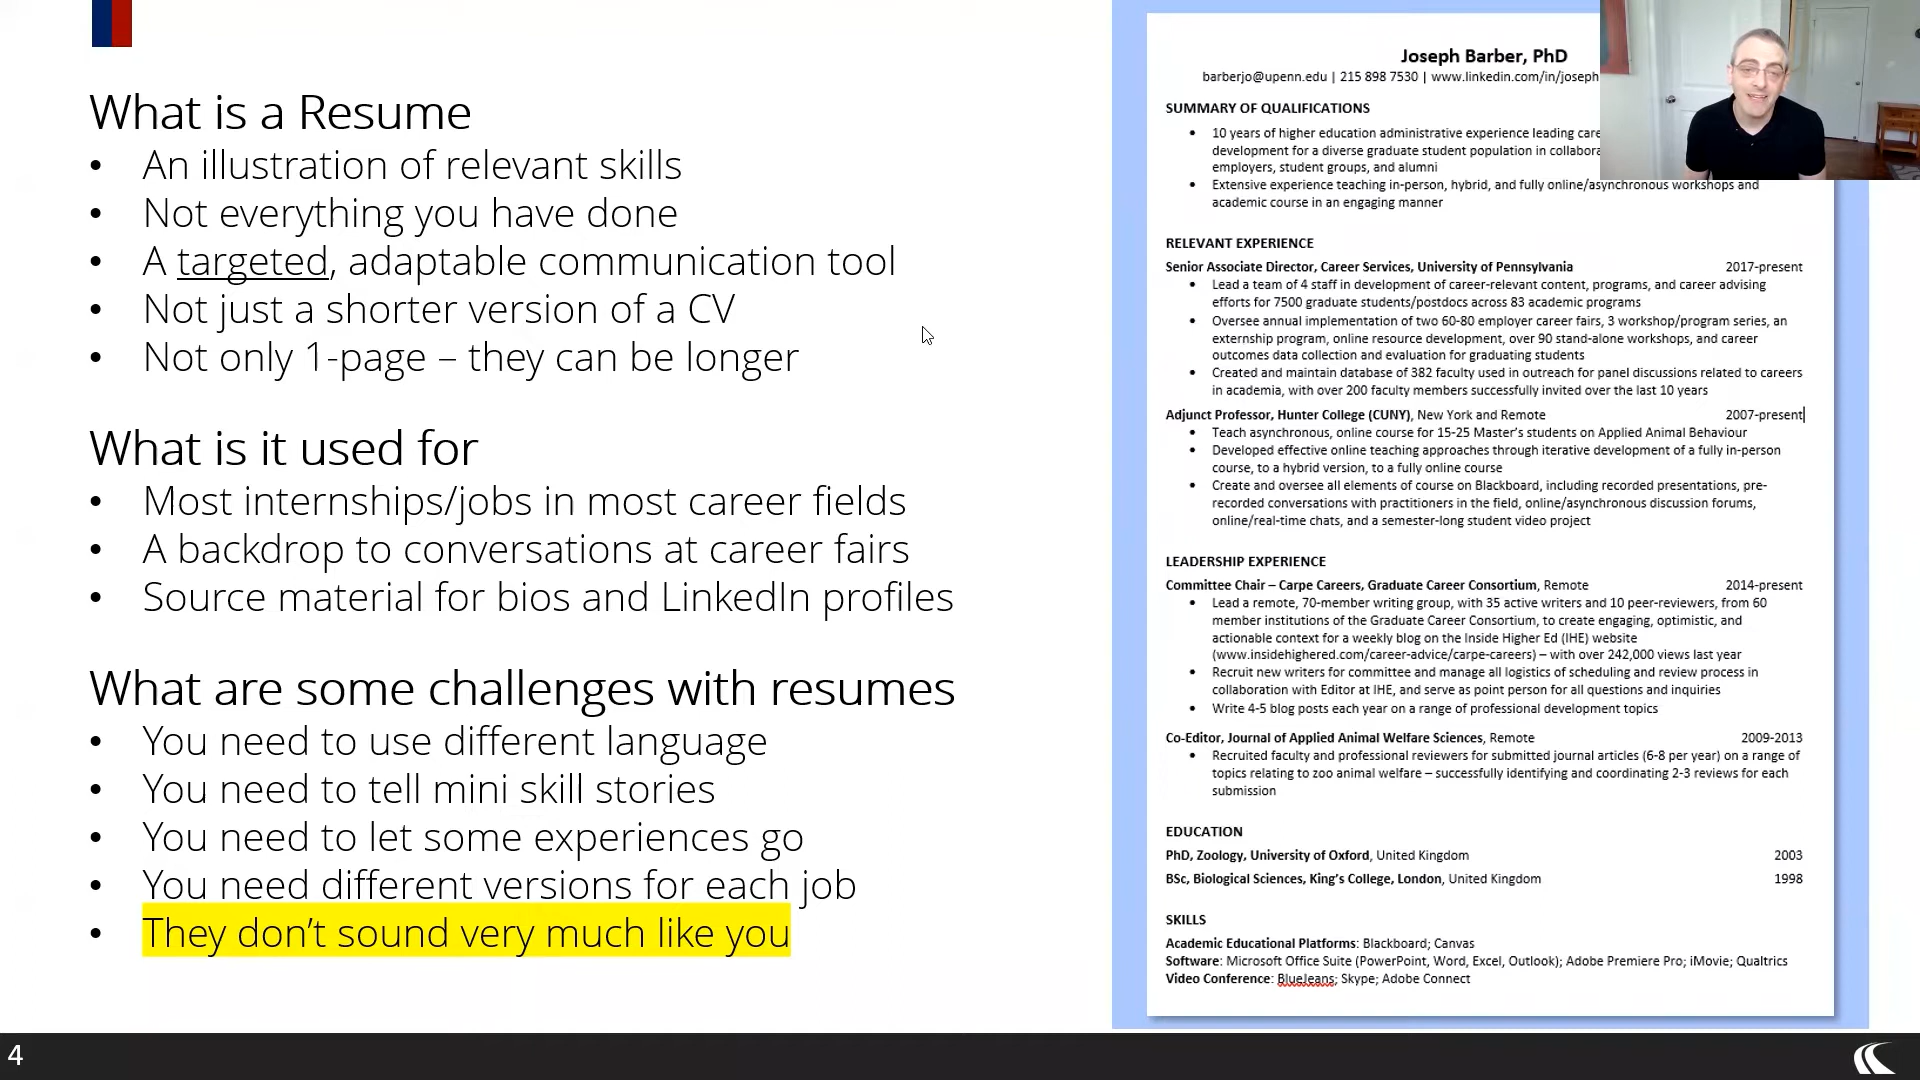 What is a Resume
• An illustration of relevant skills
• Not everything you have done
• A targeted, adaptable communication tool
• Not just a shorter version of a CV
• Not only 1-page – they can be longer
What is it used for
• Most internships/jobs in most career fields
• A backdrop to conversations at career fairs
• Source material for bios and LinkedIn profiles
What are some challenges with resumes
• You need to use different language
• You need to tell mini skill stories
• You need to let some experiences go
• You need different versions for each job
• They don't sound very much like you
4
Joseph Barber, PhD
barberjo@upenn.edu | 215 898 7530 | www.linkedin.com/in/joseph
SUMMARY OF QUALIFICATIONS
• 10 years of higher education administrative experience leading care
development for a diverse graduate student population in collabora
employers, student groups, and alumni
• Extensive experience teaching in-person, hybrid, and fully online/asynchronous workshops and
academic course in an engaging manner
RELEVANT EXPERIENCE
Senior Associate Director, Career Services, University of Pennsylvania 2017-present
• Lead a team of 4 staff in development of career-relevant content, programs, and career advising
efforts for 7500 graduate students/postdocs across 83 academic programs
• Oversee annual implementation of two 60-80 employer career fairs, 3 workshop/program series, an
externship program, online resource development, over 90 stand-alone workshops, and career
outcomes data collection and evaluation for graduating students
• Created and maintain database of 382 faculty used in outreach for panel discussions related to careers
in academia, with over 200 faculty members successfully invited over the last 10 years
Adjunct Professor, Hunter College (CUNY), New York and Remote 2007-present
• Teach asynchronous, online course for 15-25 Master's students on Applied Animal Behaviour
• Developed effective online teaching approaches through iterative development of a fully in-person
course, to a hybrid version, to a fully online course
• Create and oversee all elements of course on Blackboard, including recorded presentations, pre-
recorded conversations with practitioners in the field, online/asynchronous discussion forums,
online/real-time chats, and a semester-long student video project
LEADERSHIP EXPERIENCE
Committee Chair – Carpe Careers, Graduate Career Consortium, Remote 2014-present
• Lead a remote, 70-member writing group, with 35 active writers and 10 peer-reviewers, from 60
member institutions of the Graduate Career Consortium, to create engaging, optimistic, and
actionable context for a weekly blog on the Inside Higher Ed (IHE) website
(www.insidehighered.com/career-advice/carpe-careers) – with over 242,000 views last year
• Recruit new writers for committee and manage all logistics of scheduling and review process in
collaboration with Editor at IHE, and serve as point person for all questions and inquiries
• Write 4-5 blog posts each year on a range of professional development topics
Co-Editor, Journal of Applied Animal Welfare Sciences, Remote 2009-2013
• Recruited faculty and professional reviewers for submitted journal articles (6-8 per year) on a range of
topics relating to zoo animal welfare – successfully identifying and coordinating 2-3 reviews for each
submission
EDUCATION
PhD, Zoology, University of Oxford, United Kingdom 2003
BSc, Biological Sciences, King's College, London, United Kingdom 1998
SKILLS
Academic Educational Platforms: Blackboard; Canvas
Software: Microsoft Office Suite (PowerPoint, Word, Excel, Outlook); Adobe Premiere Pro; iMovie; Qualtrics
Video Conference: BlueJeans; Skype; Adobe Connect